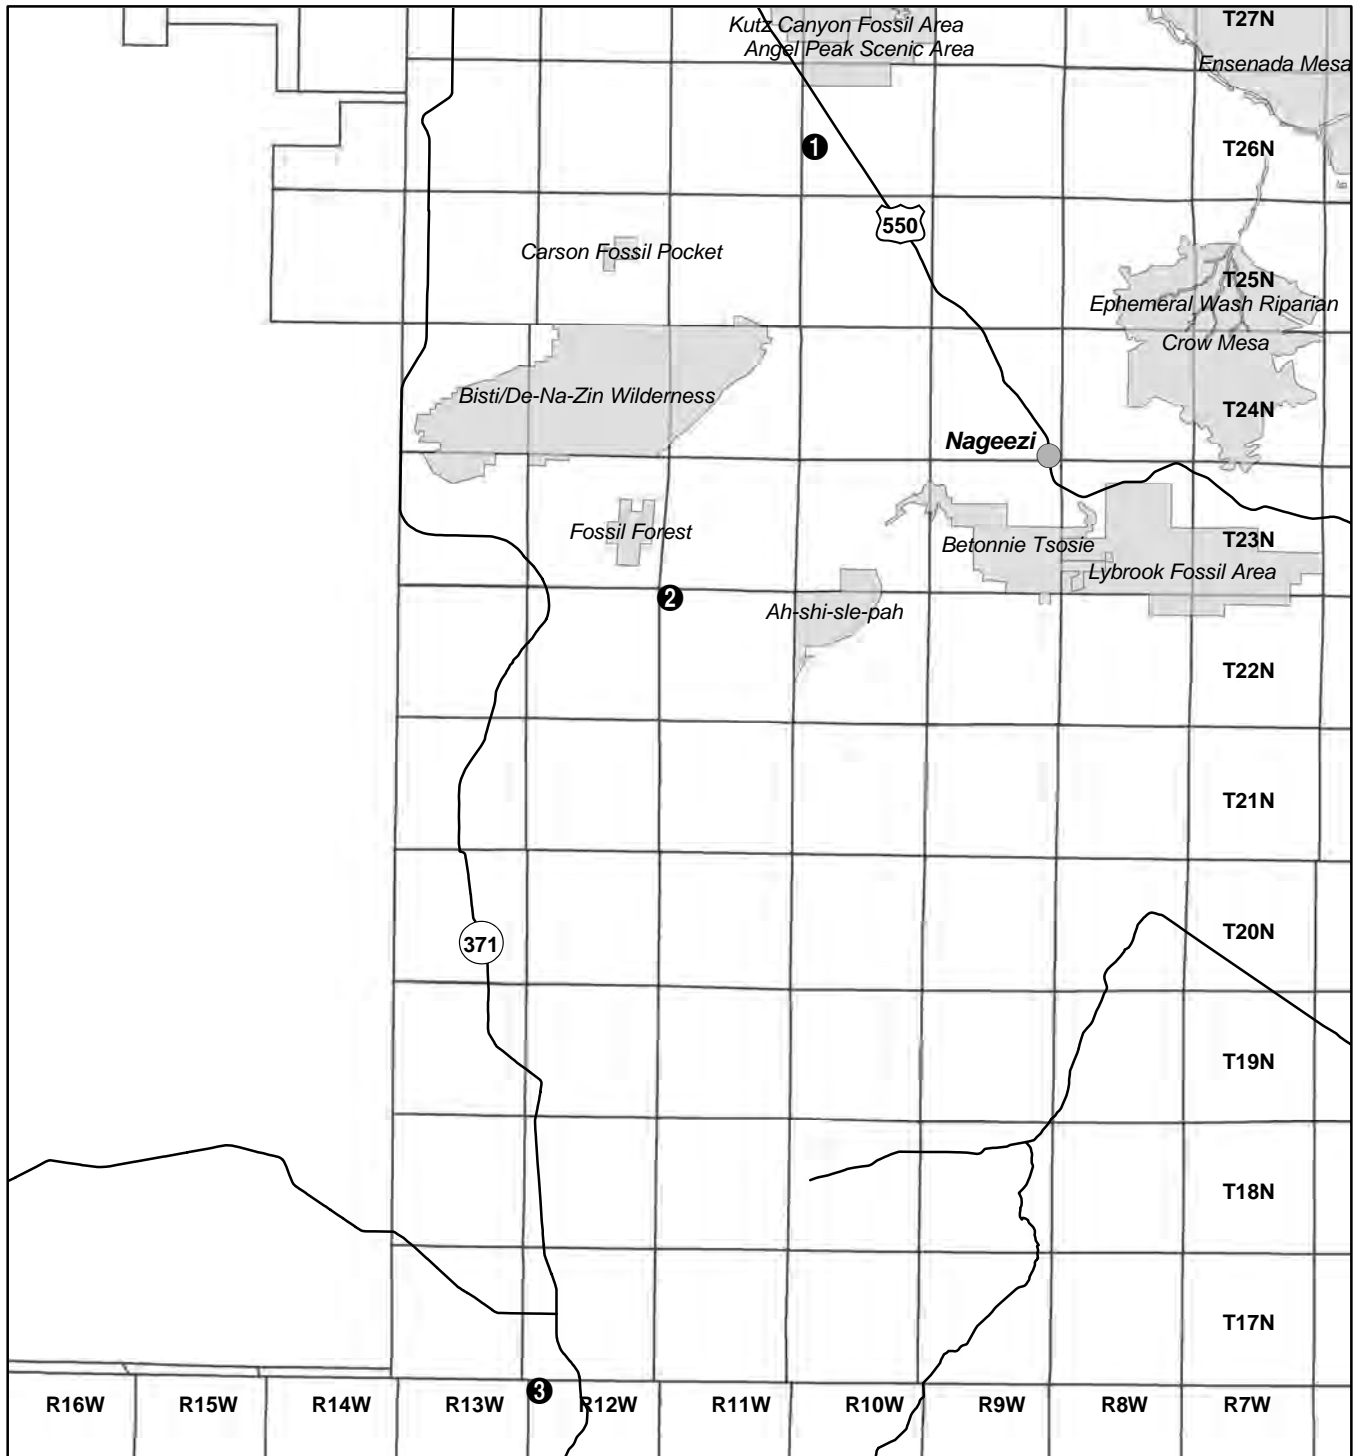 Kutz Canyon Fossil Area
T27N
Angel Peak Scenic Area
Ensenada Mesa
1
T26N
550
Carson Fossil Pocket
T25N
Ephemeral Wash Riparian
Crow Mesa
Bisti/De-Na-Zin Wilderness
T24N
Nageezi
Fossil Forest
Betonnie Tsosie
T23N
Lybrook Fossil Area
2
Ah-shi-sle-pah
T22N
T21N
371
T20N
T19N
T18N
T17N
3
R16W R15W R14W R13W R12W R11W R10W R9W R8W R7W